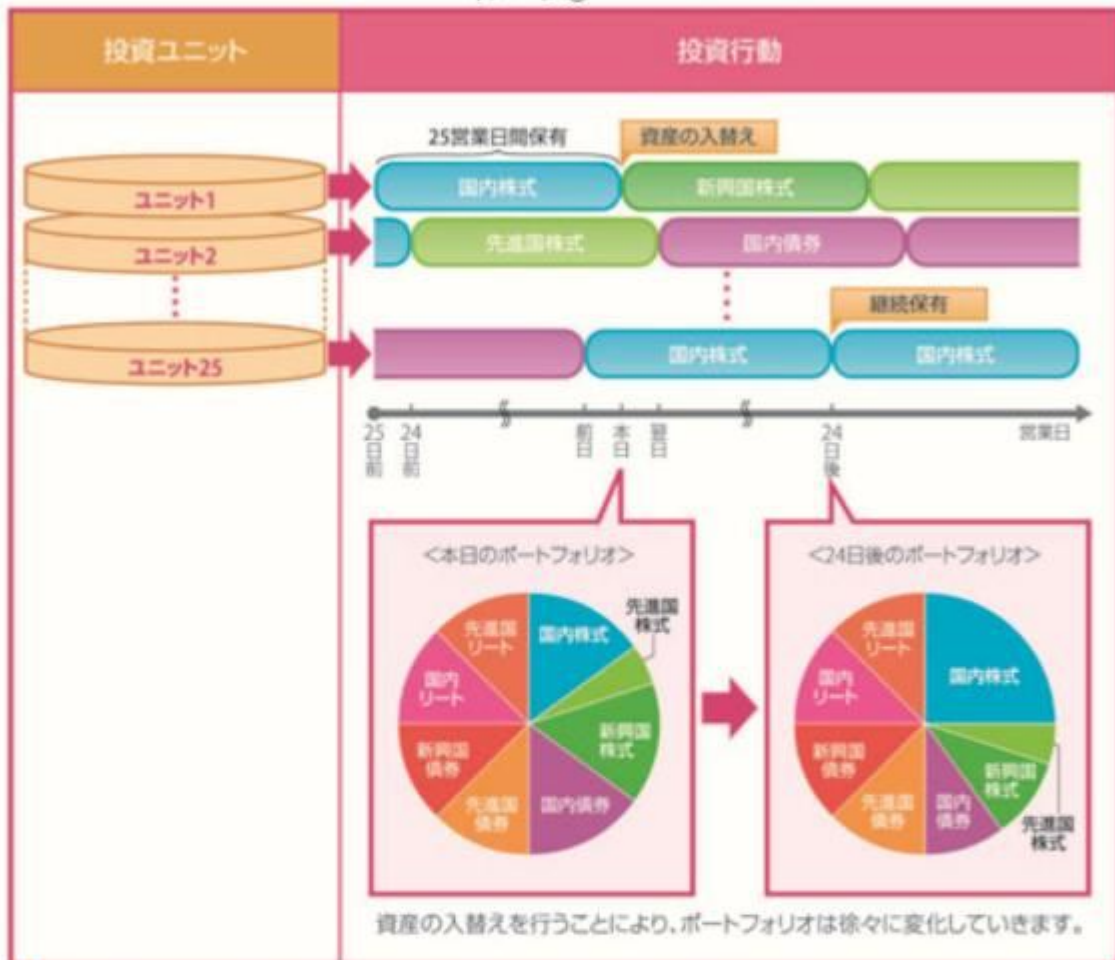 投資ユニット
投資行動
25営業日間保有
資産の入替え
ユニット1
国内株式
新興国株式
ユニット2
先進国株式
国内債券
継続保有
ユニット25
国内株式
国内株式
25日前
24日前
前日
本日
翌日
24日後
営業日
<本日のポートフォリオ>
国内株式
先進国
株式
新興国
株式
国内債券
先進国
債券
新興国
債券
国内
リート
先進国
リート
<24日後のポートフォリオ>
国内株式
先進国
株式
新興国
株式
国内
債券
先進国
債券
新興国
債券
国内
リート
先進国
リート
資産の入替えを行うことにより、ポートフォリオは徐々に変化していきます。